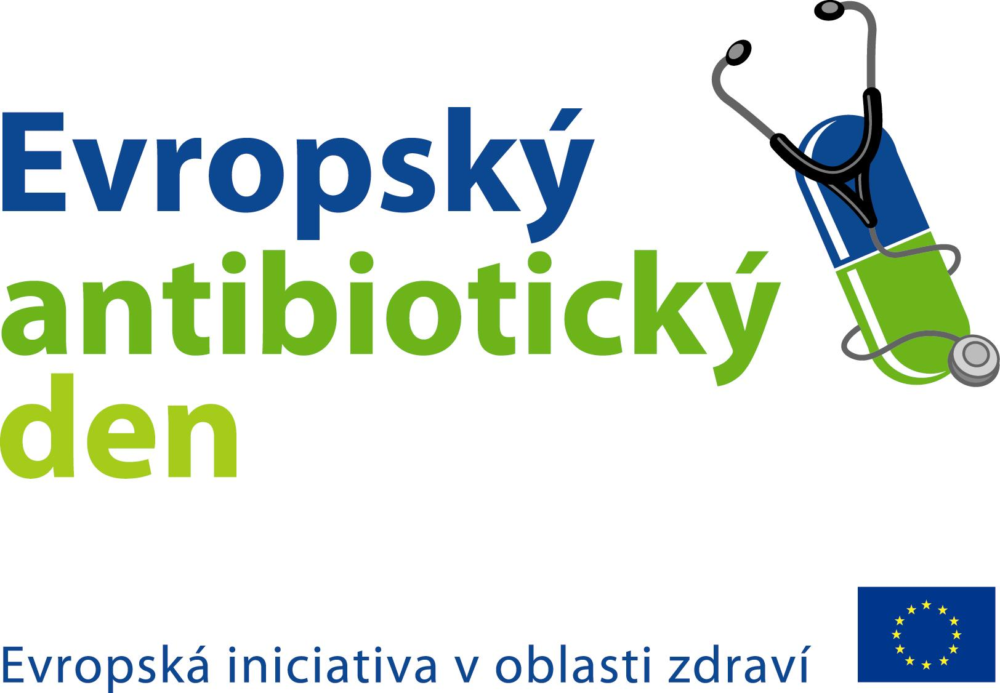 Evropský
antibiotický
den
Evropská iniciativa v oblasti zdraví